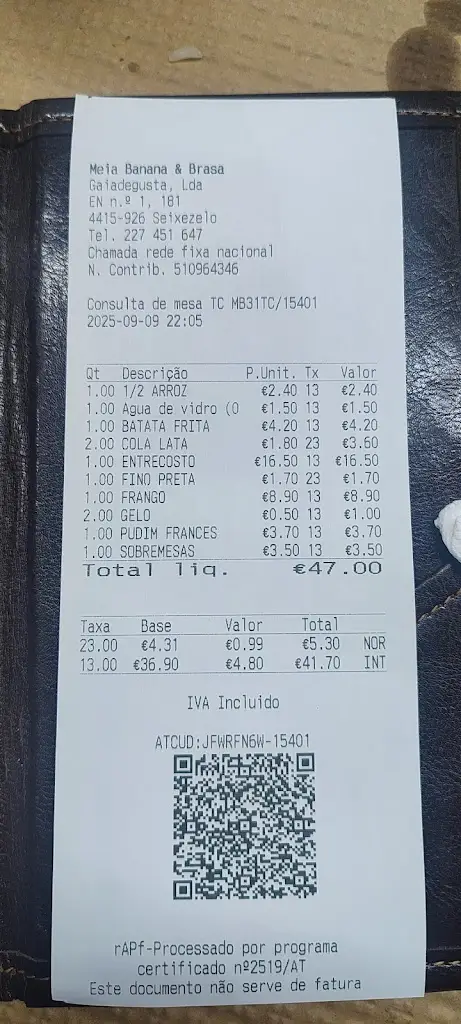 Meia Banana & Brasa
Gaiadegusta, Lda
EN n.º 1, 181
4415-926 Seixezelo
Tel. 227 451 647
Chamada rede fixa nacional
N. Contrib. 510964346
Consulta de mesa TC MB31TC/15401
2025-09-09 22:05
Qt Descrição P.Unit. Tx Valor
1.00 1/2 ARROZ €2.40 13 €2.40
1.00 Agua de vidro (0 €1.50 13 €1.50
1.00 BATATA FRITA €4.20 13 €4.20
2.00 COLA LATA €1.80 23 €3.60
1.00 ENTRECOSTO €16.50 13 €16.50
1.00 FINO PRETA €1.70 23 €1.70
1.00 FRANGO €8.90 13 €8.90
2.00 GELO €0.50 13 €1.00
1.00 PUDIM FRANCES €3.70 13 €3.70
1.00 SOBREMESAS €3.50 13 €3.50
Total liq. €47.00
Taxa Base Valor Total
23.00 €4.31 €0.99 €5.30 NOR
13.00 €36.90 €4.80 €41.70 INT
IVA Incluido
ATCUD:JFWRFN6W-15401
rAPf-Processado por programa
certificado nº2519/AT
Este documento não serve de fatura